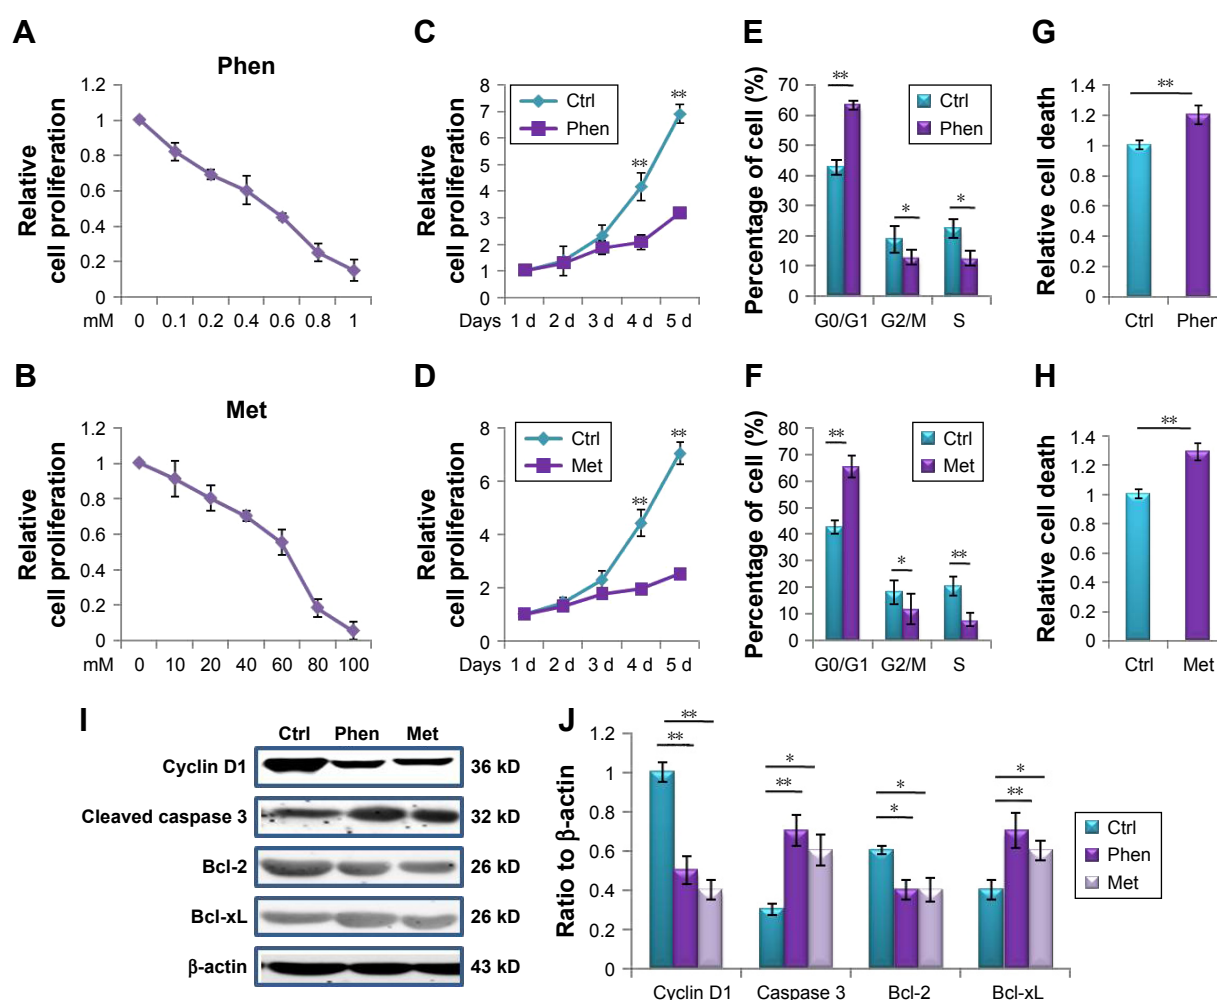 A
Phen
Relative
cell proliferation
1.2
1
0.8
0.6
0.4
0.2
0
mM 0 0.1 0.2 0.4 0.6 0.8 1
C
Relative
cell proliferation
8
7
6
5
4
3
2
1
0
Ctrl
Phen
**
**
Days 1 d 2 d 3 d 4 d 5 d
E
Percentage of cell (%)
70
60
50
40
30
20
10
0
**
*
*
Ctrl
Phen
G0/G1 G2/M S
G
Relative cell death
1.4
1.2
1
0.8
0.6
0.4
0.2
0
**
Ctrl Phen
B
Met
Relative
cell proliferation
1.2
1
0.8
0.6
0.4
0.2
0
mM 0 10 20 40 60 80 100
D
Relative
cell proliferation
8
6
4
2
0
Ctrl
Met
**
**
Days 1 d 2 d 3 d 4 d 5 d
F
Percentage of cell (%)
80
70
60
50
40
30
20
10
0
**
*
**
Ctrl
Met
G0/G1 G2/M S
H
Relative cell death
1.4
1.2
1
0.8
0.6
0.4
0.2
0
**
Ctrl Met
I
Ctrl Phen Met
Cyclin D1 36 kD
Cleaved caspase 3 32 kD
Bcl-2 26 kD
Bcl-xL 26 kD
β-actin 43 kD
J
Ratio to β-actin
1.2
1
0.8
0.6
0.4
0.2
0
**
**
*
**
*
*
*
**
Ctrl
Phen
Met
Cyclin D1 Caspase 3 Bcl-2 Bcl-xL